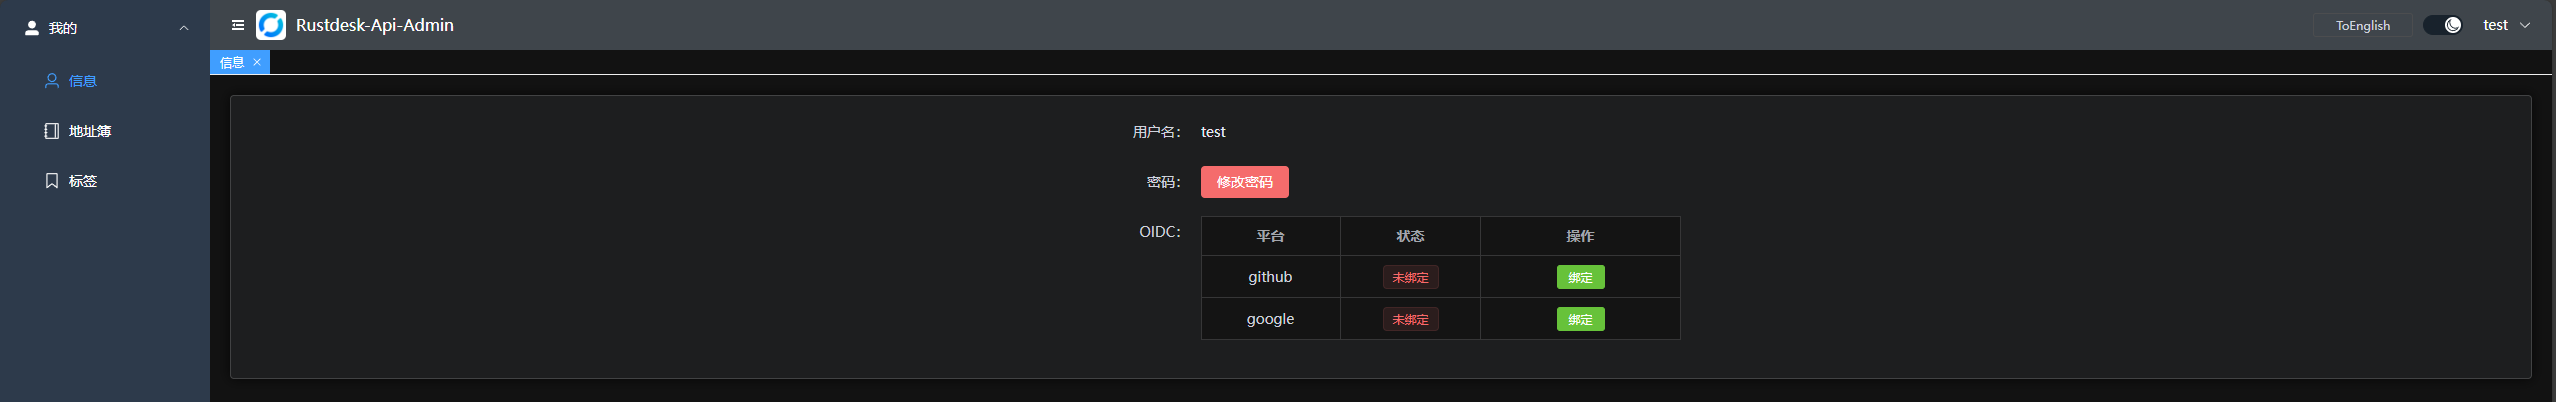 我的
信息
地址簿
标签
Rustdesk-Api-Admin
ToEnglish
test
信息
用户名：
test
密码：
修改密码
OIDC：
平台 状态 操作
github 未绑定 绑定
google 未绑定 绑定